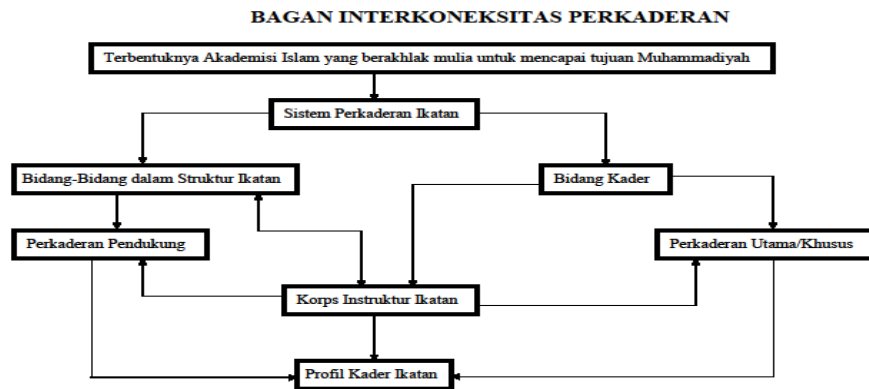 BAGAN INTERKONEKSITAS PERKADERAN
Terbentuknya Akademisi Islam yang berakhlak mulia untuk mencapai tujuan Muhammadiyah
Sistem Perkaderan Ikatan
Bidang-Bidang dalam Struktur Ikatan
Bidang Kader
Perkaderan Pendukung
Perkaderan Utama/Khusus
Korps Instruktur Ikatan
Profil Kader Ikatan